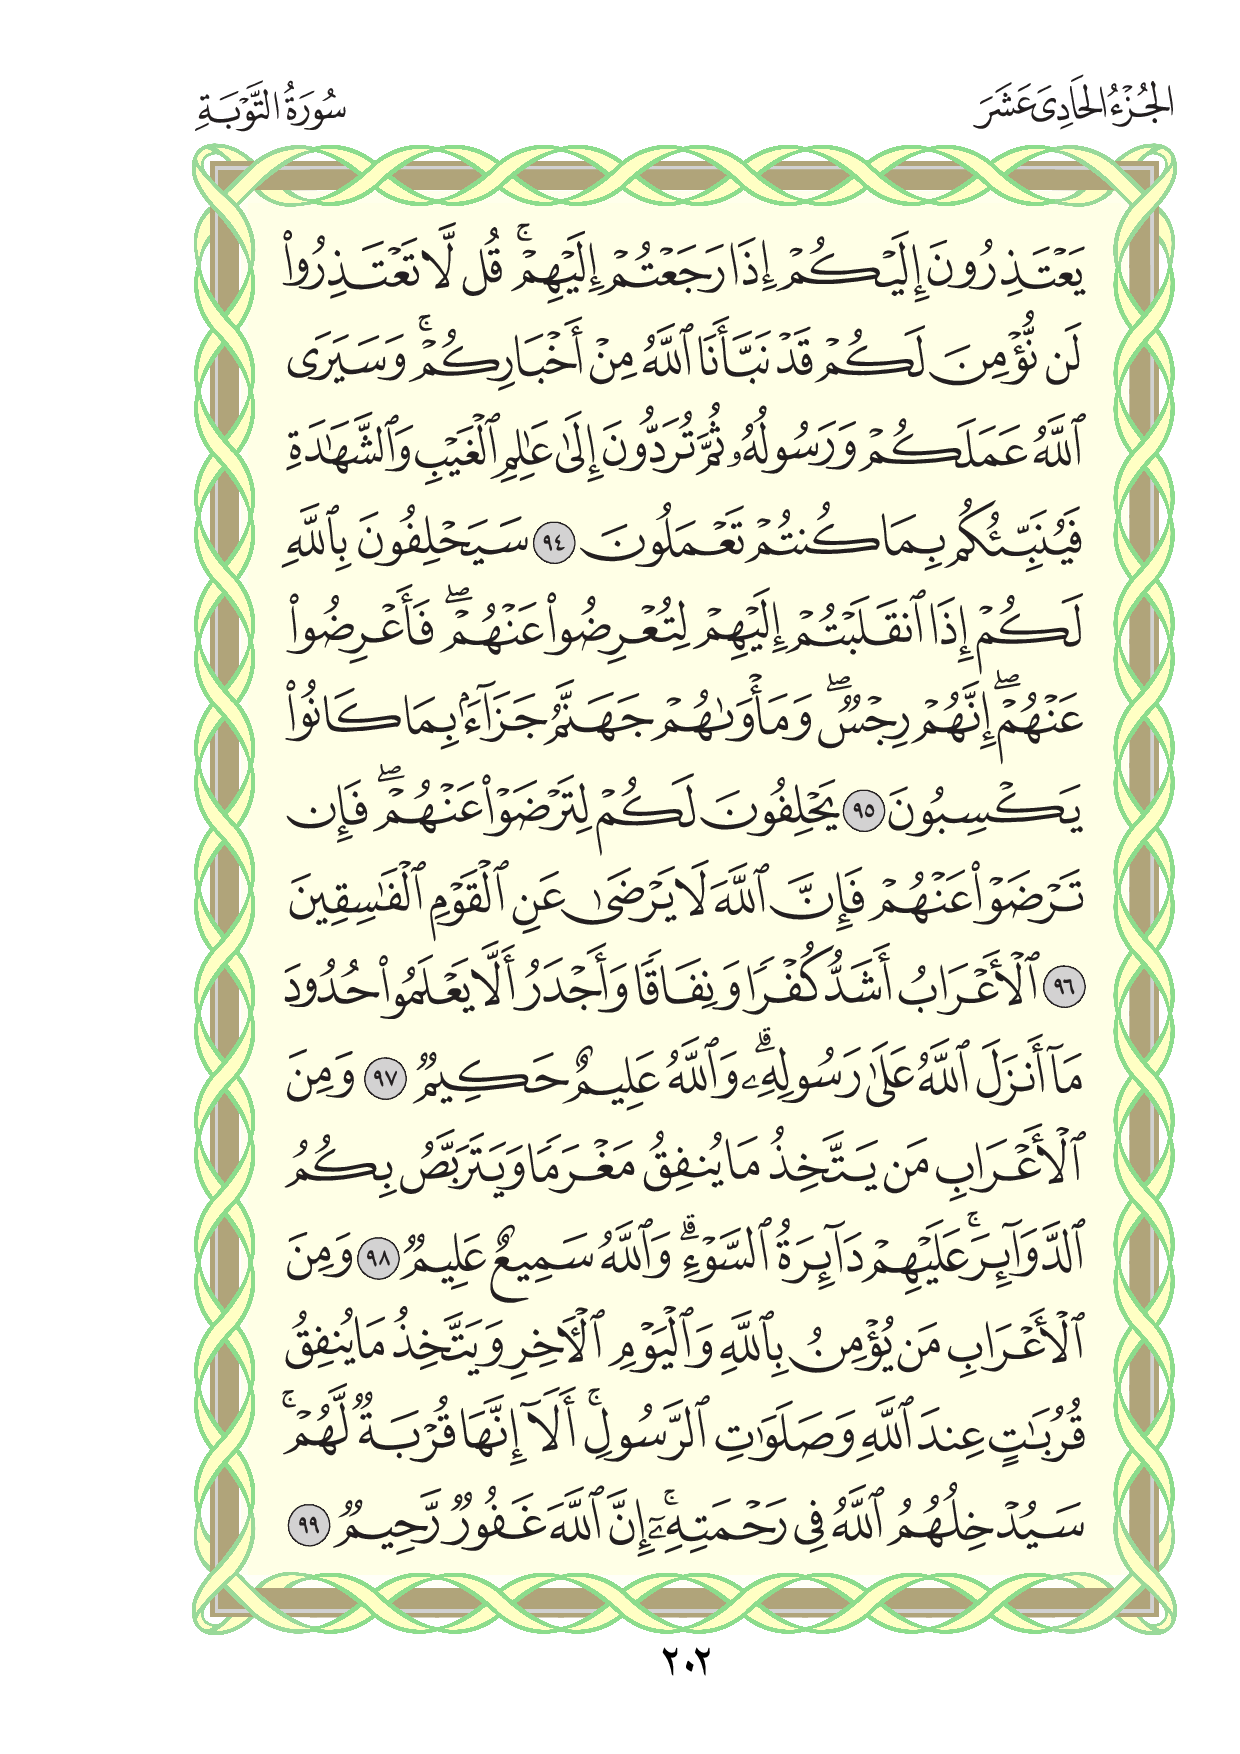 الجُزْءُ الحَادِىَ عَشَرَ
سُورَةُ التَّوْبَةِ
يَعْتَذِرُونَ إِلَيْكُمْ إِذَا رَجَعْتُمْ إِلَيْهِمْ ۚ قُل لَّا تَعْتَذِرُوا۟
لَن نُّؤْمِنَ لَكُمْ قَدْ نَبَّأَنَا ٱللَّهُ مِنْ أَخْبَارِكُمْ ۚ وَسَيَرَى
ٱللَّهُ عَمَلَكُمْ وَرَسُولُهُۥ ثُمَّ تُرَدُّونَ إِلَىٰ عَٰلِمِ ٱلْغَيْبِ وَٱلشَّهَٰدَةِ
فَيُنَبِّئُكُم بِمَا كُنتُمْ تَعْمَلُونَ ٩٤ سَيَحْلِفُونَ بِٱللَّهِ
لَكُمْ إِذَا ٱنقَلَبْتُمْ إِلَيْهِمْ لِتُعْرِضُوا۟ عَنْهُمْ ۖ فَأَعْرِضُوا۟
عَنْهُمْ ۖ إِنَّهُمْ رِجْسٌ ۖ وَمَأْوَىٰهُمْ جَهَنَّمُ جَزَآءًۢ بِمَا كَانُوا۟
يَكْسِبُونَ ٩٥ يَحْلِفُونَ لَكُمْ لِتَرْضَوْا۟ عَنْهُمْ ۖ فَإِن
تَرْضَوْا۟ عَنْهُمْ فَإِنَّ ٱللَّهَ لَا يَرْضَىٰ عَنِ ٱلْقَوْمِ ٱلْفَٰسِقِينَ
٩٦ ٱلْأَعْرَابُ أَشَدُّ كُفْرًا وَنِفَاقًا وَأَجْدَرُ أَلَّا يَعْلَمُوا۟ حُدُودَ
مَآ أَنزَلَ ٱللَّهُ عَلَىٰ رَسُولِهِۦ ۗ وَٱللَّهُ عَلِيمٌ حَكِيمٌ ٩٧ وَمِنَ
ٱلْأَعْرَابِ مَن يَتَّخِذُ مَا يُنفِقُ مَغْرَمًا وَيَتَرَبَّصُ بِكُمُ
ٱلدَّوَآئِرَ ۚ عَلَيْهِمْ دَآئِرَةُ ٱلسَّوْءِ ۗ وَٱللَّهُ سَمِيعٌ عَلِيمٌ ٩٨ وَمِنَ
ٱلْأَعْرَابِ مَن يُؤْمِنُ بِٱللَّهِ وَٱلْيَوْمِ ٱلْءَاخِرِ وَيَتَّخِذُ مَا يُنفِقُ
قُرُبَٰتٍ عِندَ ٱللَّهِ وَصَلَوَٰتِ ٱلرَّسُولِ ۚ أَلَآ إِنَّهَا قُرْبَةٌ لَّهُمْ ۚ
سَيُدْخِلُهُمُ ٱللَّهُ فِى رَحْمَتِهِۦٓ ۚ إِنَّ ٱللَّهَ غَفُورٌ رَّحِيمٌ ٩٩
٢٠٢